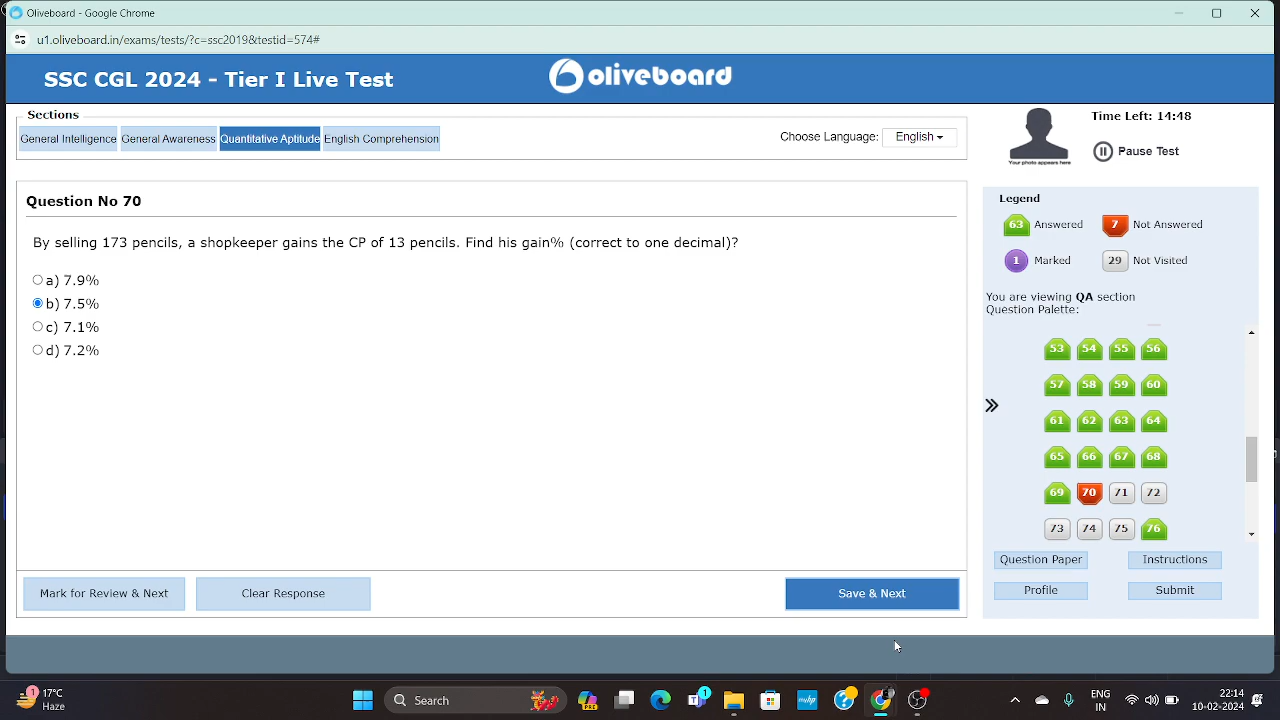 Oliveboard - Google Chrome
u1.oliveboard.in/exams/tests/?c=ssc2019&testid=574#
SSC CGL 2024 - Tier I Live Test
oliveboard
Sections
General Intelligence General Awareness Quantitative Aptitude English Comprehension
Choose Language: English
Your photo appears here
Time Left: 14:48
Pause Test
Question No 70
By selling 173 pencils, a shopkeeper gains the CP of 13 pencils. Find his gain% (correct to one decimal)?
a) 7.9%
b) 7.5%
c) 7.1%
d) 7.2%
Legend
63 Answered 7 Not Answered
1 Marked 29 Not Visited
You are viewing QA section
Question Palette:
53 54 55 56
57 58 59 60
61 62 63 64
65 66 67 68
69 70 71 72
73 74 75 76
Question Paper Instructions
Profile Submit
Mark for Review & Next Clear Response Save & Next
1
17°C
Haze
Search
PRE
T 1
myhp
ENG
IN
22:14
10-02-2024